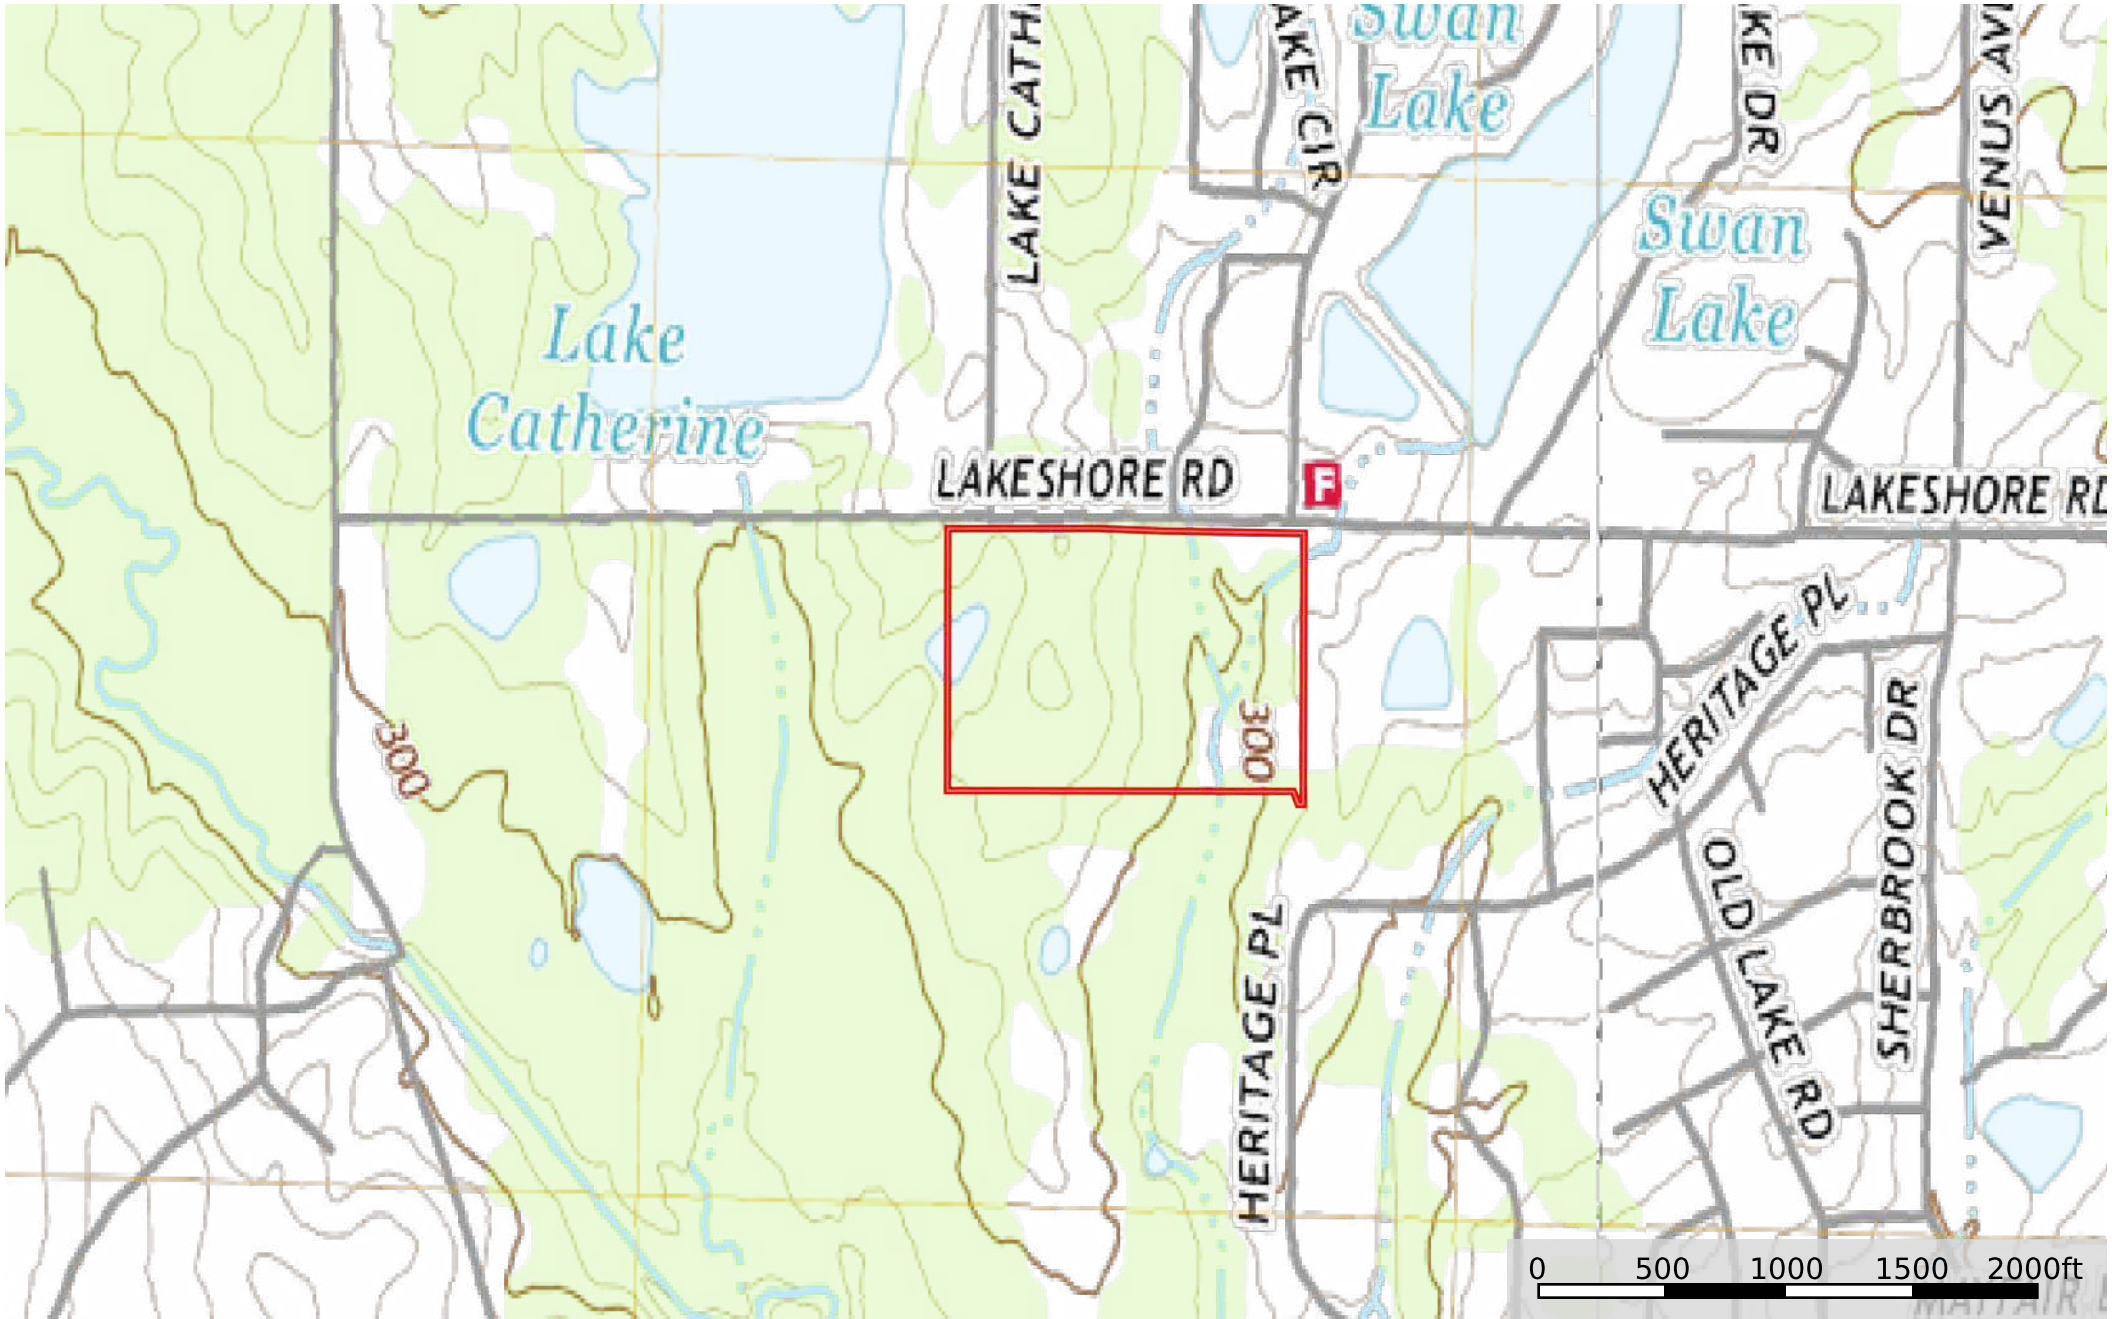 Swan
Lake
LAKE CATH
AKE CIR
KE DR
VENUS AV
Swan
Lake
Lake
Catherine
LAKESHORE RD
F
LAKESHORE RD
HERITAGE PL
300
300
SHERBROOK DR
OLD LAKE RD
HERITAGE PL
0 500 1000 1500 2000ft
MAYFAIR